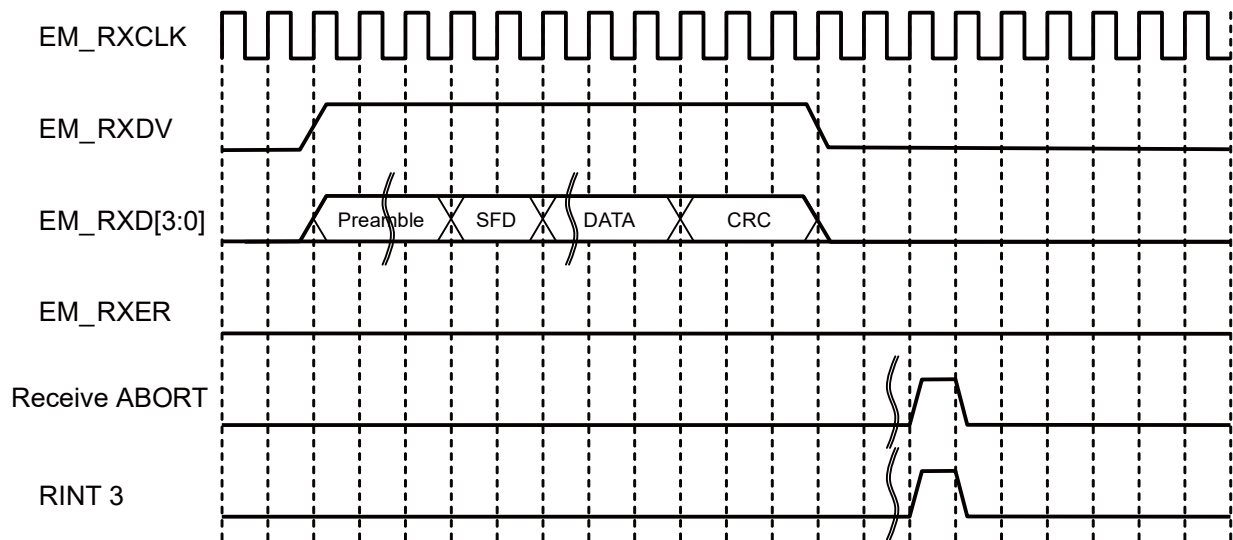 EM_RXCLK
EM_RXDV
EM_RXD[3:0]
Preamble
SFD
DATA
CRC
EM_RXER
Receive ABORT
RINT 3